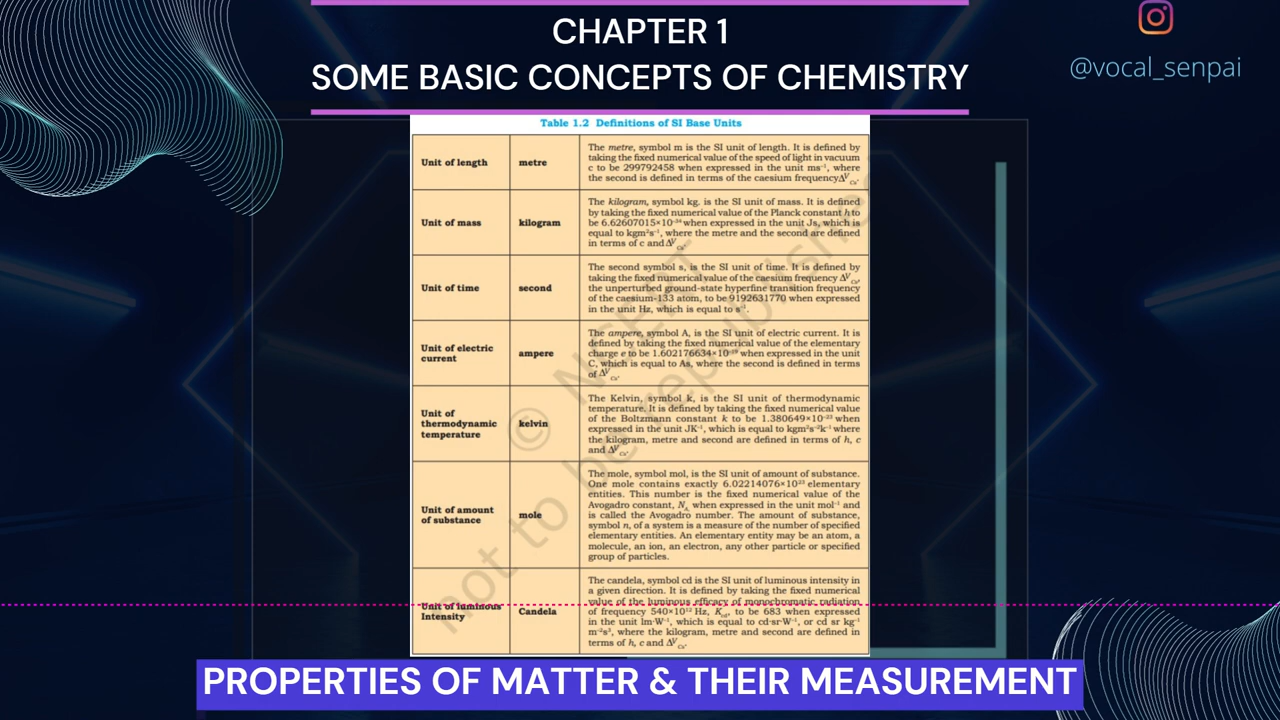 CHAPTER 1
SOME BASIC CONCEPTS OF CHEMISTRY
@vocal_senpai
Table 1.2 Definitions of SI Base Units
Unit of length
metre
The metre, symbol m is the SI unit of length. It is defined
by taking the fixed numerical value of the speed of light in vacuum
c to be 299792458 when expressed in the unit ms⁻¹, where
the second is defined in terms of the caesium frequency Δν Cs.
Unit of mass
kilogram
The kilogram, symbol kg. is the SI unit of mass. It is defined
by taking the fixed numerical value of the Planck constant h to
be 6.62607015×10⁻³⁴ when expressed in the unit Js, which is
equal to kgm²s⁻¹, where the metre and the second are defined
in terms of c and Δν Cs.
Unit of time
second
The second symbol s, is the SI unit of time. It is defined by
taking the fixed numerical value of the caesium frequency Δν Cs,
the unperturbed ground-state hyperfine transition frequency
of the caesium-133 atom, to be 9192631770 when expressed
in the unit Hz, which is equal to s⁻¹.
Unit of electric
current
ampere
The ampere, symbol A, is the SI unit of electric current. It is
defined by taking the fixed numerical value of the elementary
charge e to be 1.602176634×10⁻¹⁹ when expressed in the unit
C, which is equal to As, where the second is defined in terms
of Δν Cs.
Unit of
thermodynamic
temperature
kelvin
The Kelvin, symbol k, is the SI unit of thermodynamic
temperature. It is defined by taking the fixed numerical value
of the Boltzmann constant k to be 1.380649×10⁻²³ when
expressed in the unit JK⁻¹, which is equal to kgm²s⁻²k⁻¹ where
the kilogram, metre and second are defined in terms of h, c
and Δν Cs.
Unit of amount
of substance
mole
The mole, symbol mol, is the SI unit of amount of substance.
One mole contains exactly 6.02214076×10²³ elementary
entities. This number is the fixed numerical value of the
Avogadro constant, N A, when expressed in the unit mol⁻¹ and
is called the Avogadro number. The amount of substance,
symbol n, of a system is a measure of the number of specified
elementary entities. An elementary entity may be an atom, a
molecule, an ion, an electron, any other particle or specified
group of particles.
Unit of luminous
Intensity
Candela
The candela, symbol cd is the SI unit of luminous intensity in
a given direction. It is defined by taking the fixed numerical
value of the luminous efficacy of monochromatic radiation
of frequency 540×10¹² Hz, K cd, to be 683 when expressed
in the unit lm·W⁻¹, which is equal to cd·sr·W⁻¹, or cd sr kg⁻¹
m⁻²s³, where the kilogram, metre and second are defined in
terms of h, c and Δν Cs.
© NCERT
not to be republished
PROPERTIES OF MATTER & THEIR MEASUREMENT